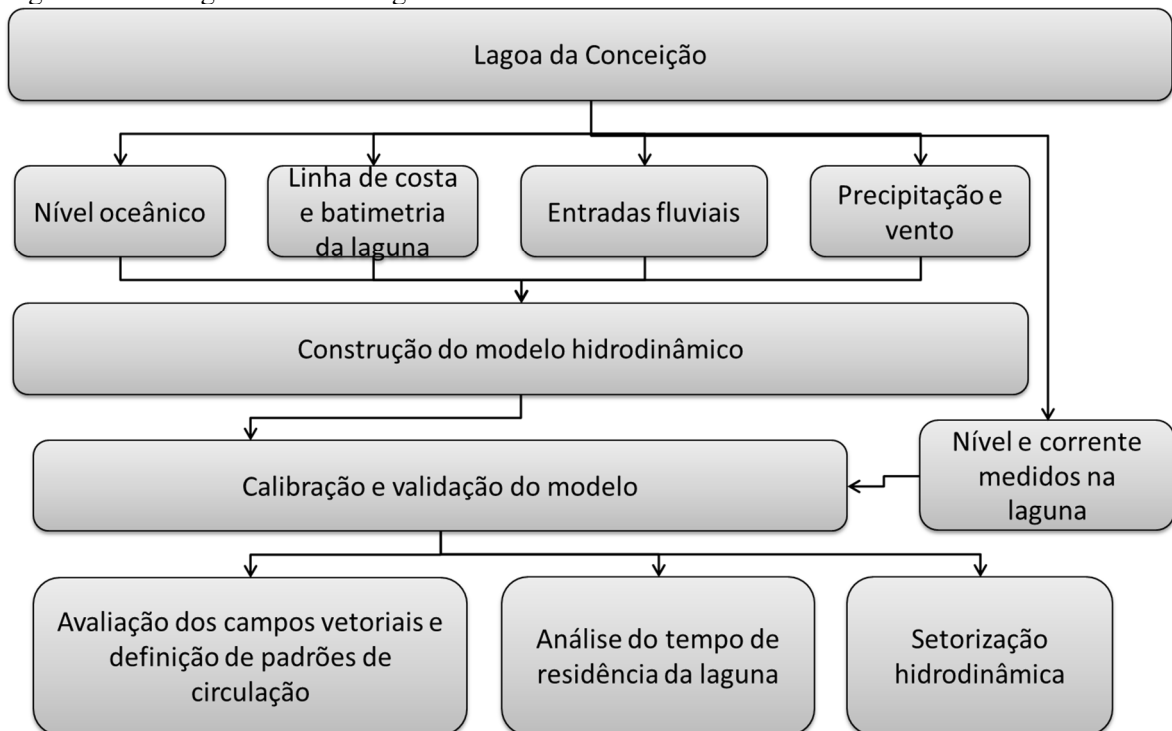 Lagoa da Conceição
Nível oceânico
Linha de costa
e batimetria
da laguna
Entradas fluviais
Precipitação e
vento
Construção do modelo hidrodinâmico
Calibração e validação do modelo
Nível e corrente
medidos na
laguna
Avaliação dos campos vetoriais e
definição de padrões de
circulação
Análise do tempo de
residência da laguna
Setorização
hidrodinâmica